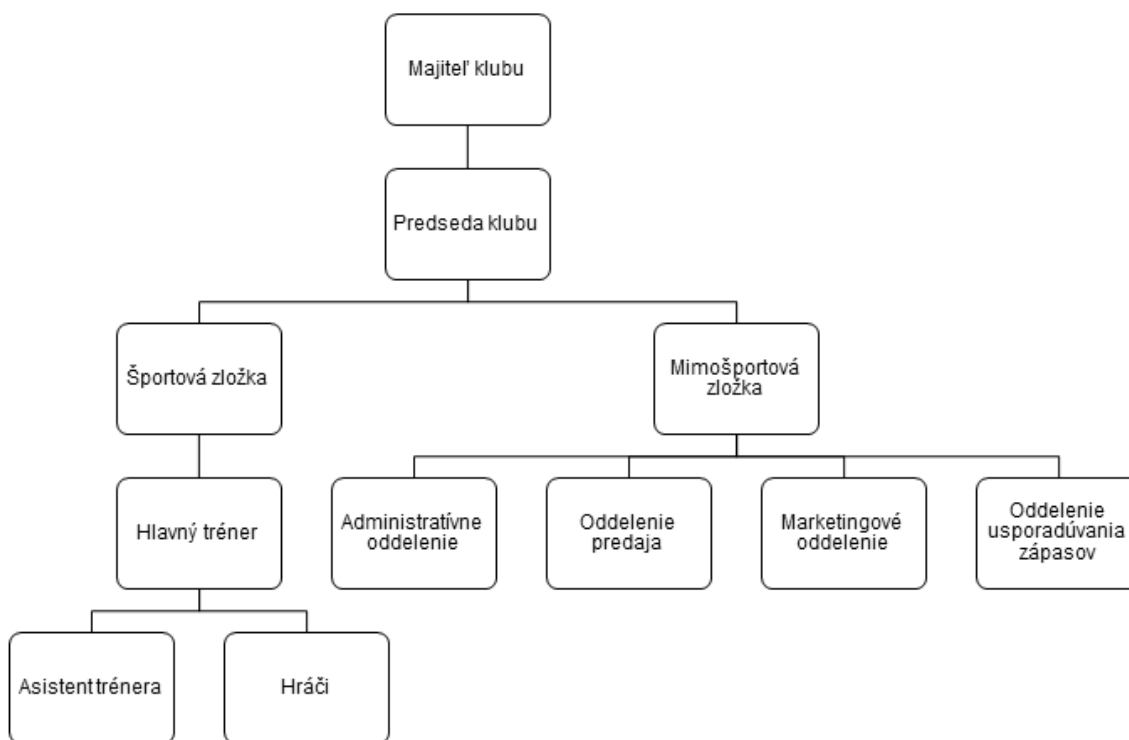 Majiteľ klubu
Predseda klubu
Športová zložka
Mimošportová
zložka
Hlavný tréner
Administratívne
oddelenie
Oddelenie
predaja
Marketingové
oddelenie
Oddelenie
usporadúvania
zápasov
Asistent trénera
Hráči